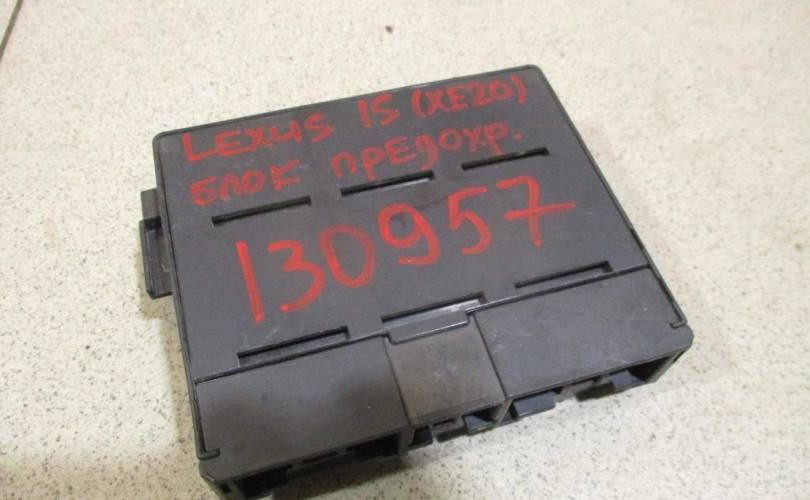 LEXUS IS (XE20)
БЛОК ПРЕДОХР.
130957